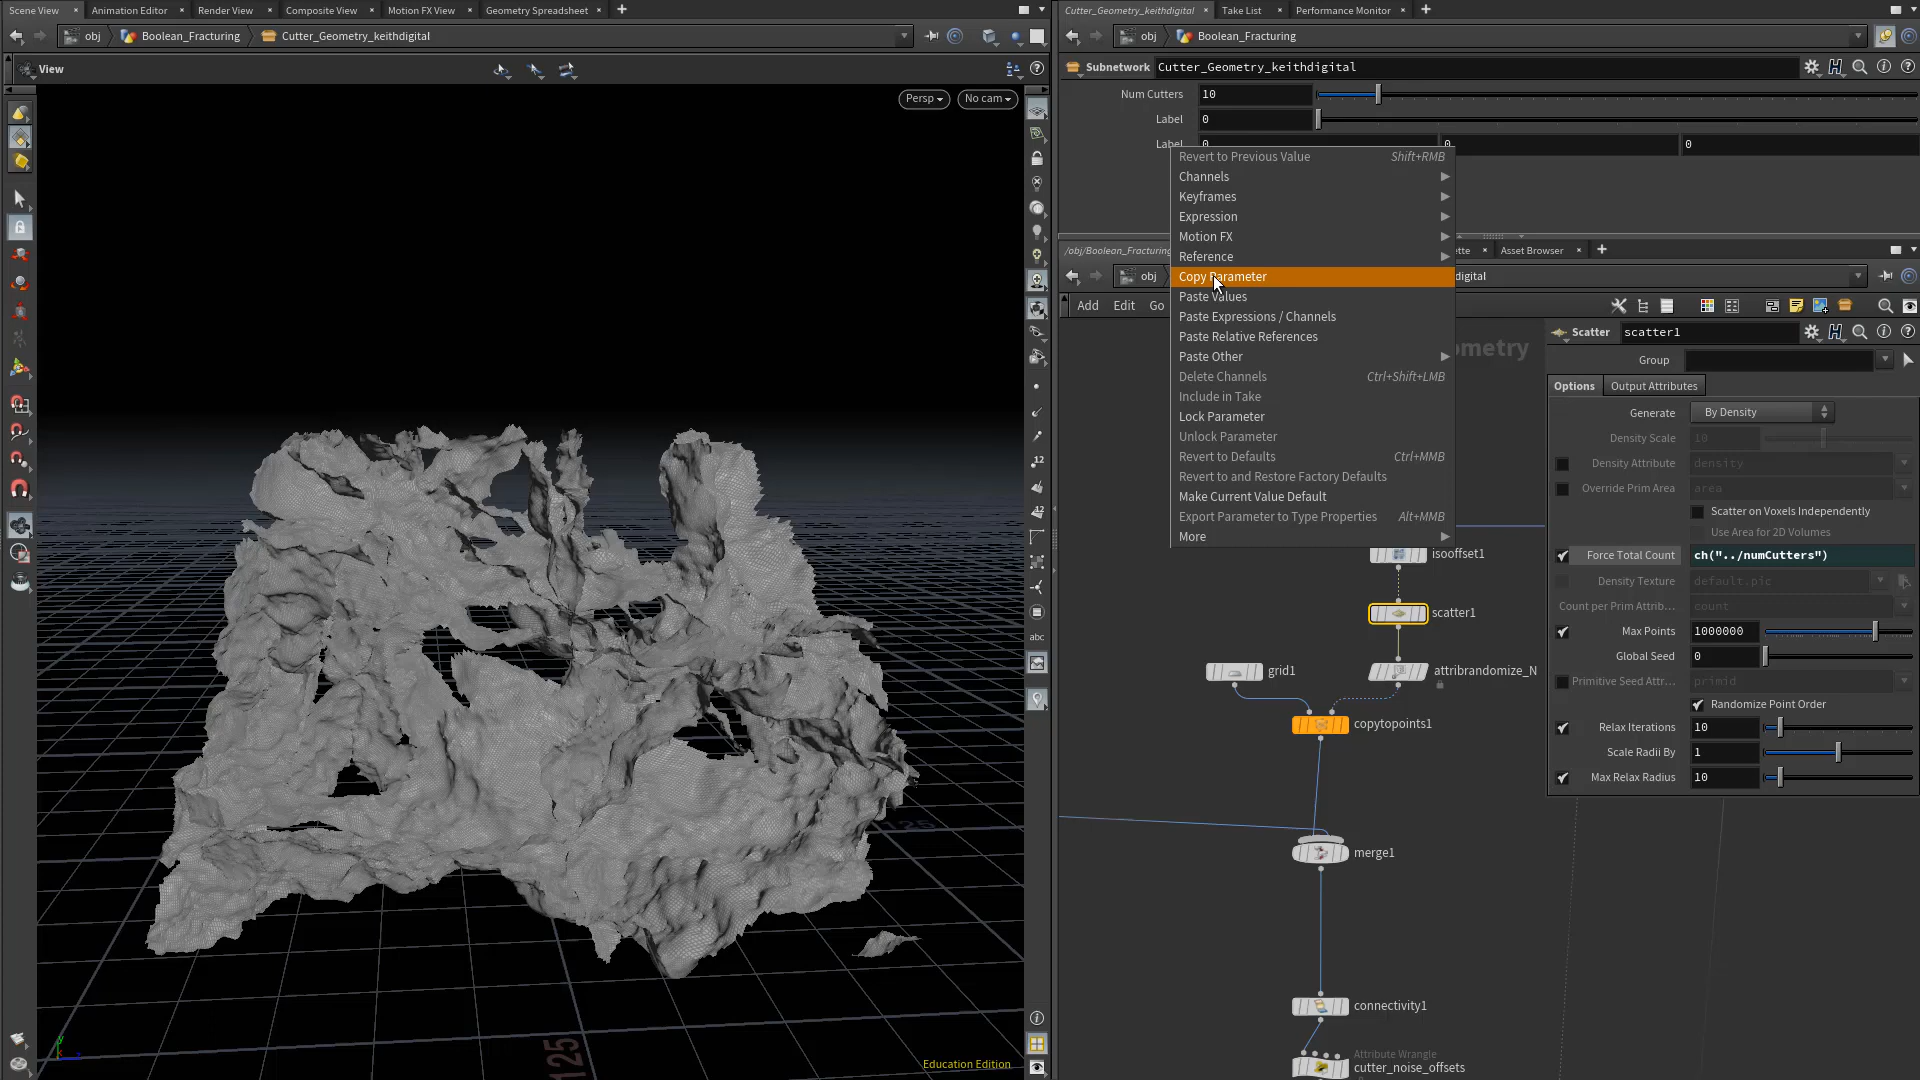 Scene View
Animation Editor
Render View
Composite View
Motion FX View
Geometry Spreadsheet
obj
Boolean_Fracturing
Cutter_Geometry_keithdigital
View
Persp
No cam
12
12
abc
125
125
Education Edition
Cutter_Geometry_keithdigital
Take List
Performance Monitor
obj
Boolean_Fracturing
Subnetwork
Cutter_Geometry_keithdigital
Num Cutters
10
Label
0
Label
0
0
0
Revert to Previous Value Shift+RMB
Channels
Keyframes
Expression
Motion FX
Reference
Copy Parameter
Paste Values
Paste Expressions / Channels
Paste Relative References
Paste Other
Delete Channels Ctrl+Shift+LMB
Include in Take
Lock Parameter
Unlock Parameter
Revert to Defaults Ctrl+MMB
Revert to and Restore Factory Defaults
Make Current Value Default
Export Parameter to Type Properties Alt+MMB
More
/obj/Boolean_Fracturing
Asset Browser
obj
digital
Add
Edit
Go
ometry
Scatter
scatter1
Group
Options
Output Attributes
Generate
By Density
Density Scale
10
Density Attribute
density
Override Prim Area
area
Scatter on Voxels Independently
Use Area for 2D Volumes
Force Total Count
ch("../numCutters")
Density Texture
default.pic
Count per Prim Attrib...
count
Max Points
1000000
Global Seed
0
Primitive Seed Attr...
primid
Randomize Point Order
Relax Iterations
10
Scale Radii By
1
Max Relax Radius
10
isooffset1
scatter1
grid1
attribrandomize_N
copytopoints1
merge1
connectivity1
Attribute Wrangle
cutter_noise_offsets